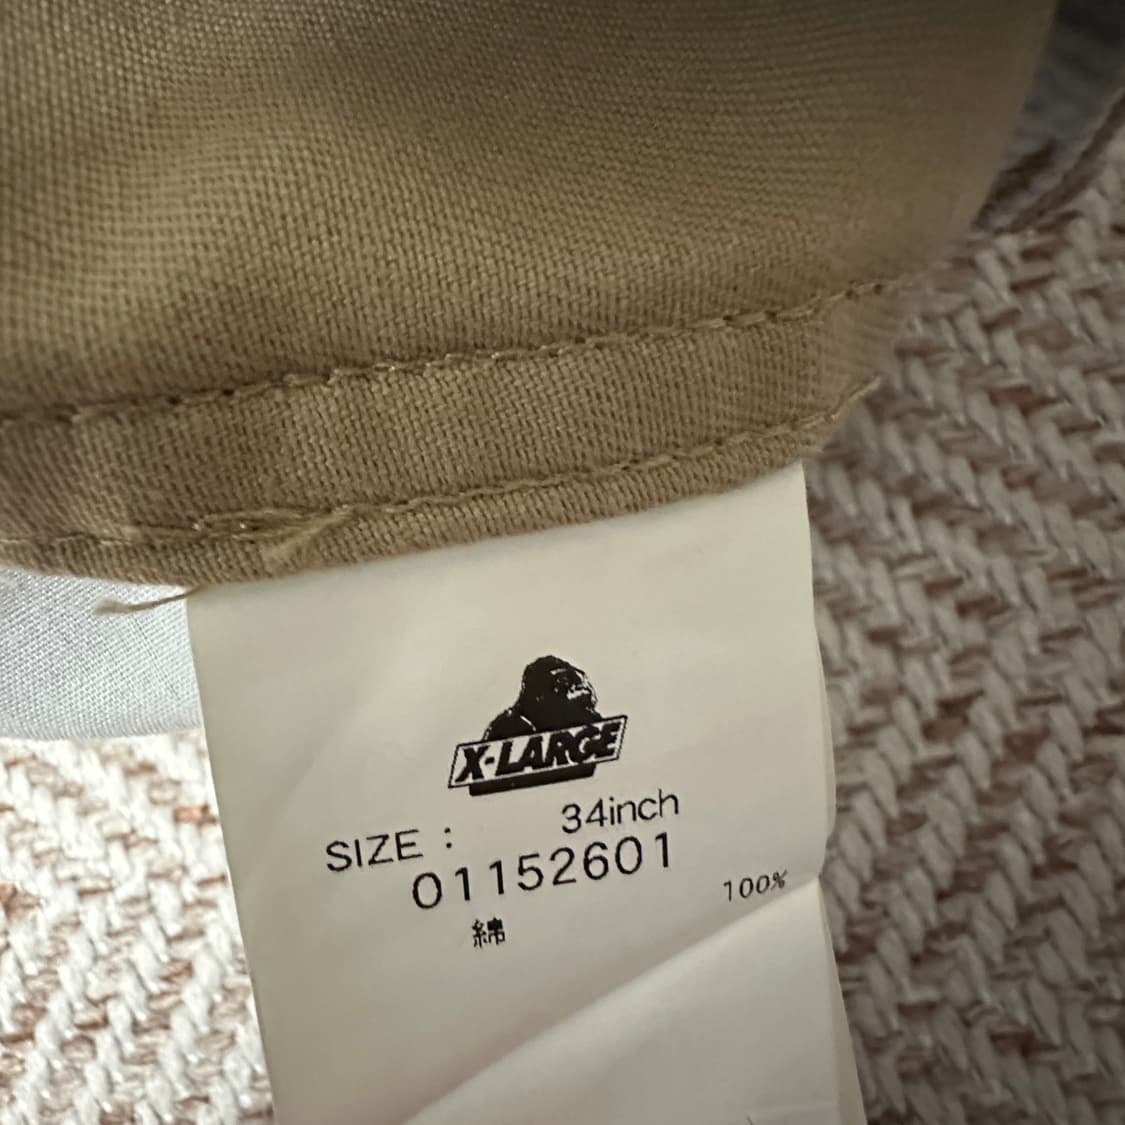 X-LARGE
SIZE : 34inch
01152601
綿 100%